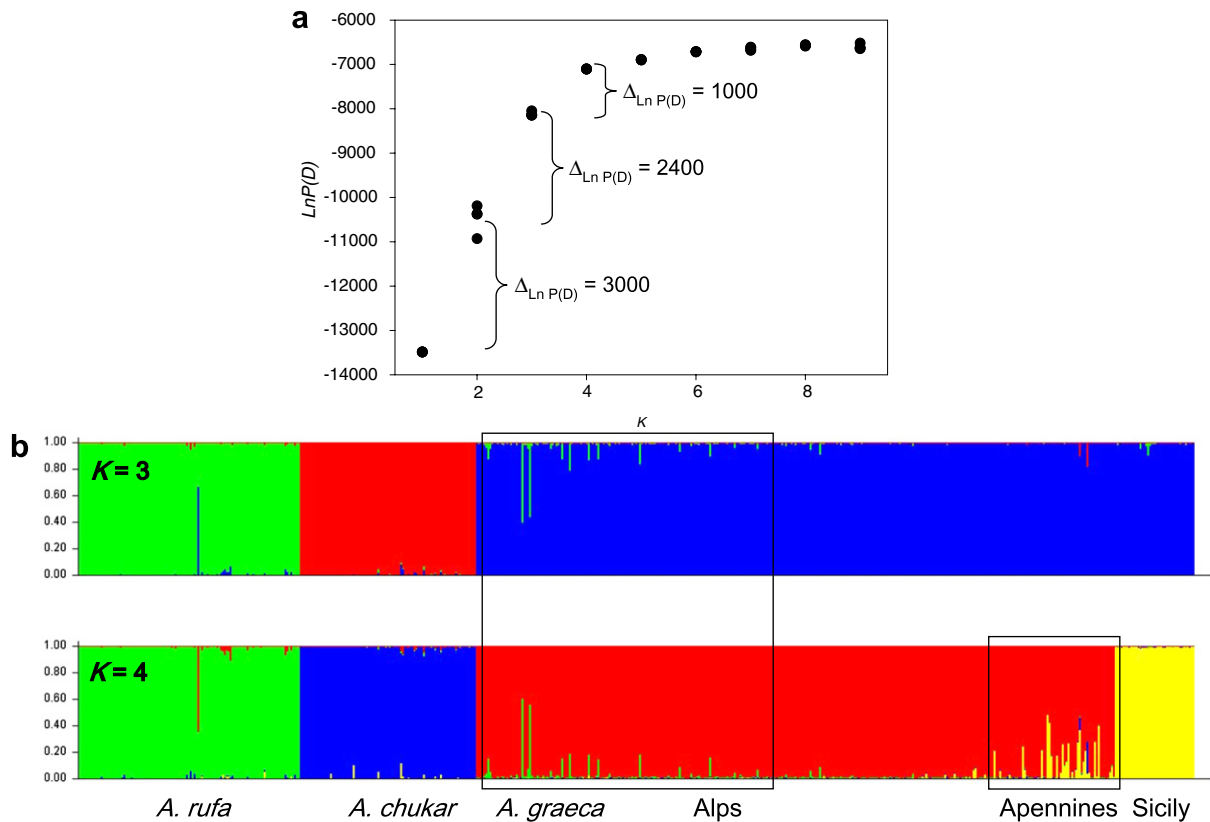 a
-6000
-7000
-8000
-9000
-10000
-11000
-12000
-13000
-14000
LnP(D)
ΔLn P(D) = 1000
ΔLn P(D) = 2400
ΔLn P(D) = 3000
2 4 6 8
K
b
1.00
0.80
0.60
0.40
0.20
0.00
K = 3
1.00
0.80
0.60
0.40
0.20
0.00
K = 4
A. rufa A. chukar A. graeca Alps Apennines Sicily